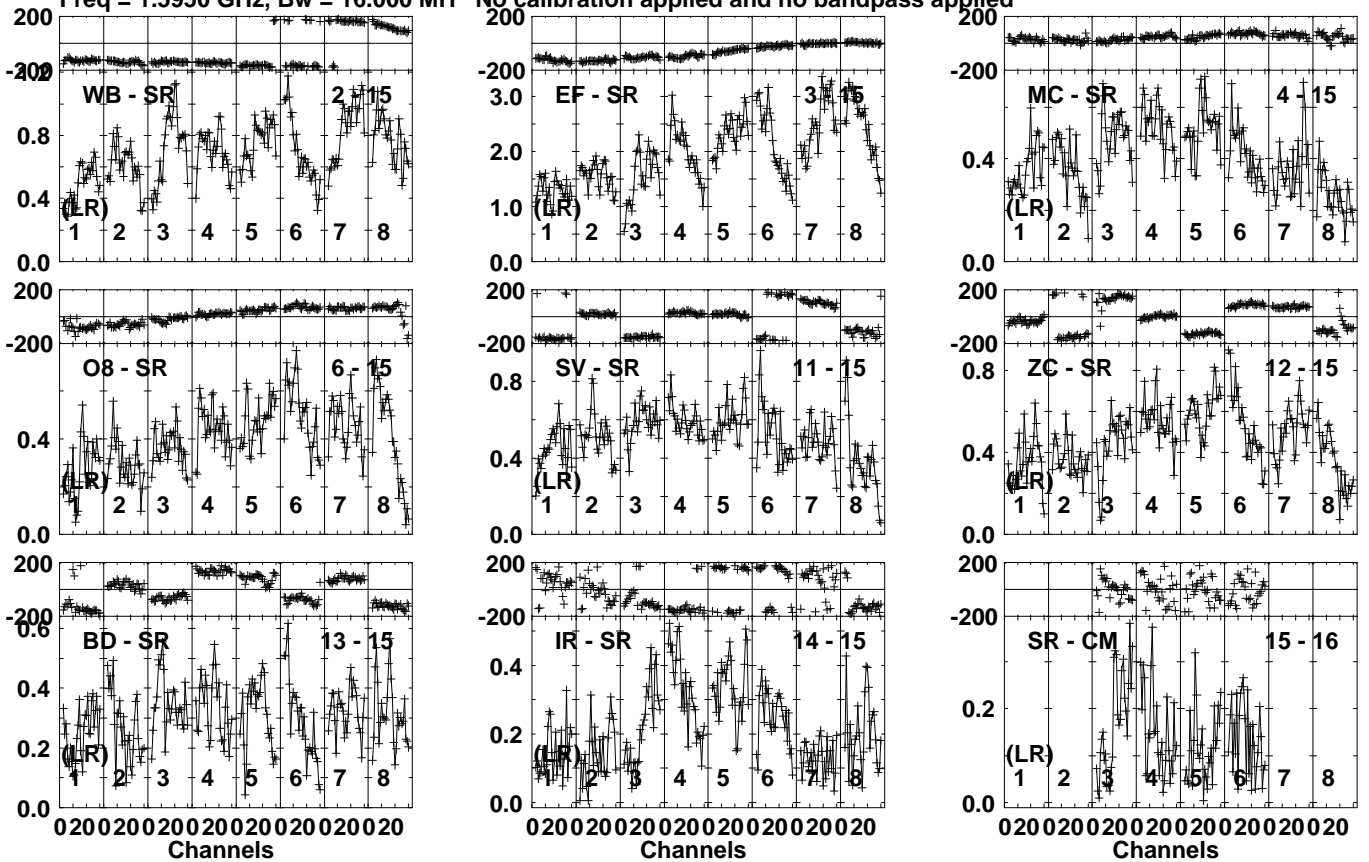 Freq = 1.5950 GHz, Bw = 16.000 MH No calibration applied and no bandpass applied
200 200 200
-200 -200 -200
1.2
WB - SR 2 - 15 EF - SR 3 - 15 MC - SR 4 - 15
3.0
0.8 2.0 0.4
0.4 1.0
(LR) (LR) (LR)
1 2 3 4 5 6 7 8 1 2 3 4 5 6 7 8 1 2 3 4 5 6 7 8
0.0 0.0 0.0
200 200 200
-200 -200 -200
O8 - SR 6 - 15 SV - SR 11 - 15 ZC - SR 12 - 15
0.8 0.8
0.4 0.4 0.4
(LR) (LR) (LR)
1 2 3 4 5 6 7 8 1 2 3 4 5 6 7 8 1 2 3 4 5 6 7 8
0.0 0.0 0.0
200 200 200
-200 -200 -200
0.6
BD - SR 13 - 15 IR - SR 14 - 15 SR - CM 15 - 16
0.4 0.4
0.2 0.2 0.2
(LR) (LR) (LR)
1 2 3 4 5 6 7 8 1 2 3 4 5 6 7 8 1 2 3 4 5 6 7 8
0.0 0.0 0.0
0 20 0 20 0 20 0 20 0 20 0 20 0 20 0 20 0 20 0 20 0 20 0 20 0 20 0 20 0 20 0 20 0 20 0 20 0 20 0 20 0 20 0 20 0 20 0 20
Channels Channels Channels